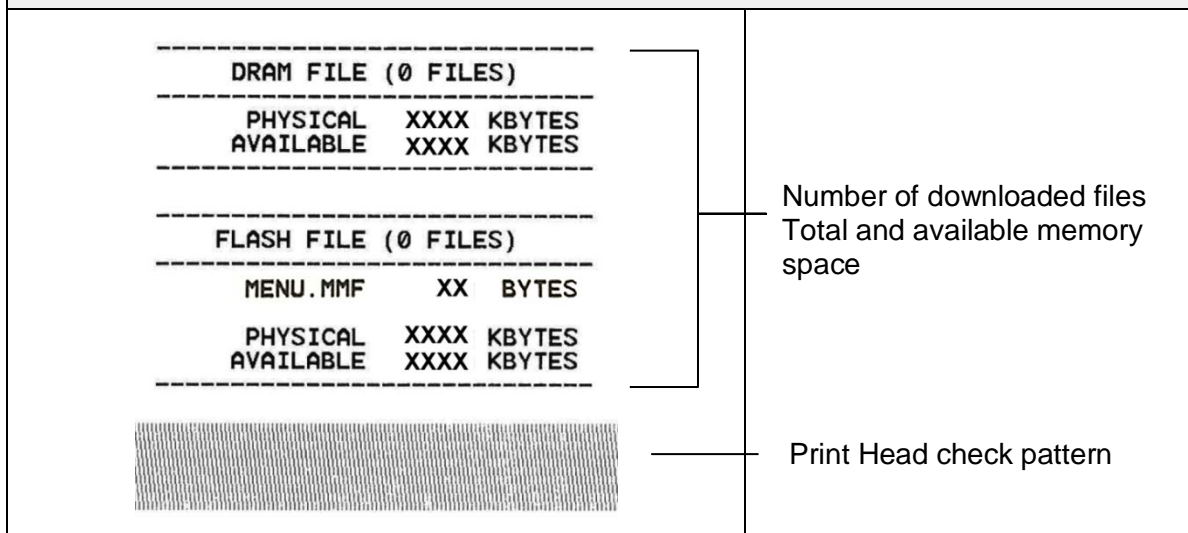 DRAM FILE (0 FILES)
PHYSICAL XXXX KBYTES
AVAILABLE XXXX KBYTES
FLASH FILE (0 FILES)
MENU.MMF XX BYTES
PHYSICAL XXXX KBYTES
AVAILABLE XXXX KBYTES
Number of downloaded files
Total and available memory
space
Print Head check pattern